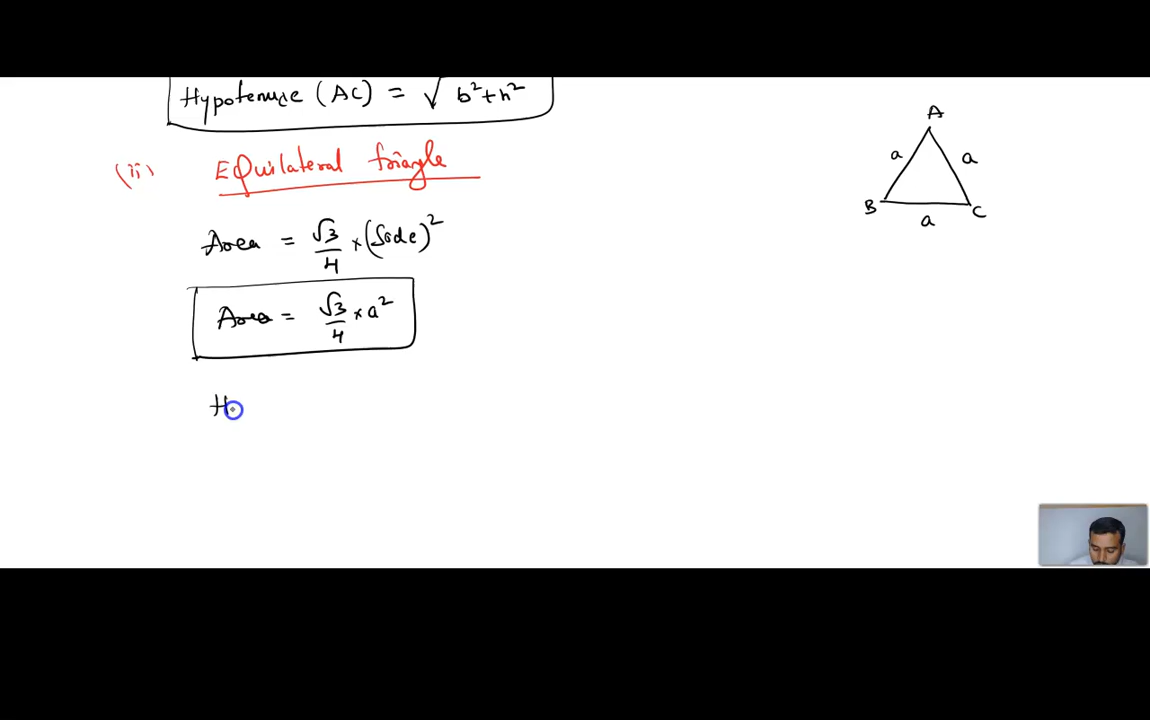 Hypotenuse (AC) = √b²+h²
(ii) Equilateral triangle
Area = √3/4 × (Side)²
Area = √3/4 × a²
H
A
a a
B C
a